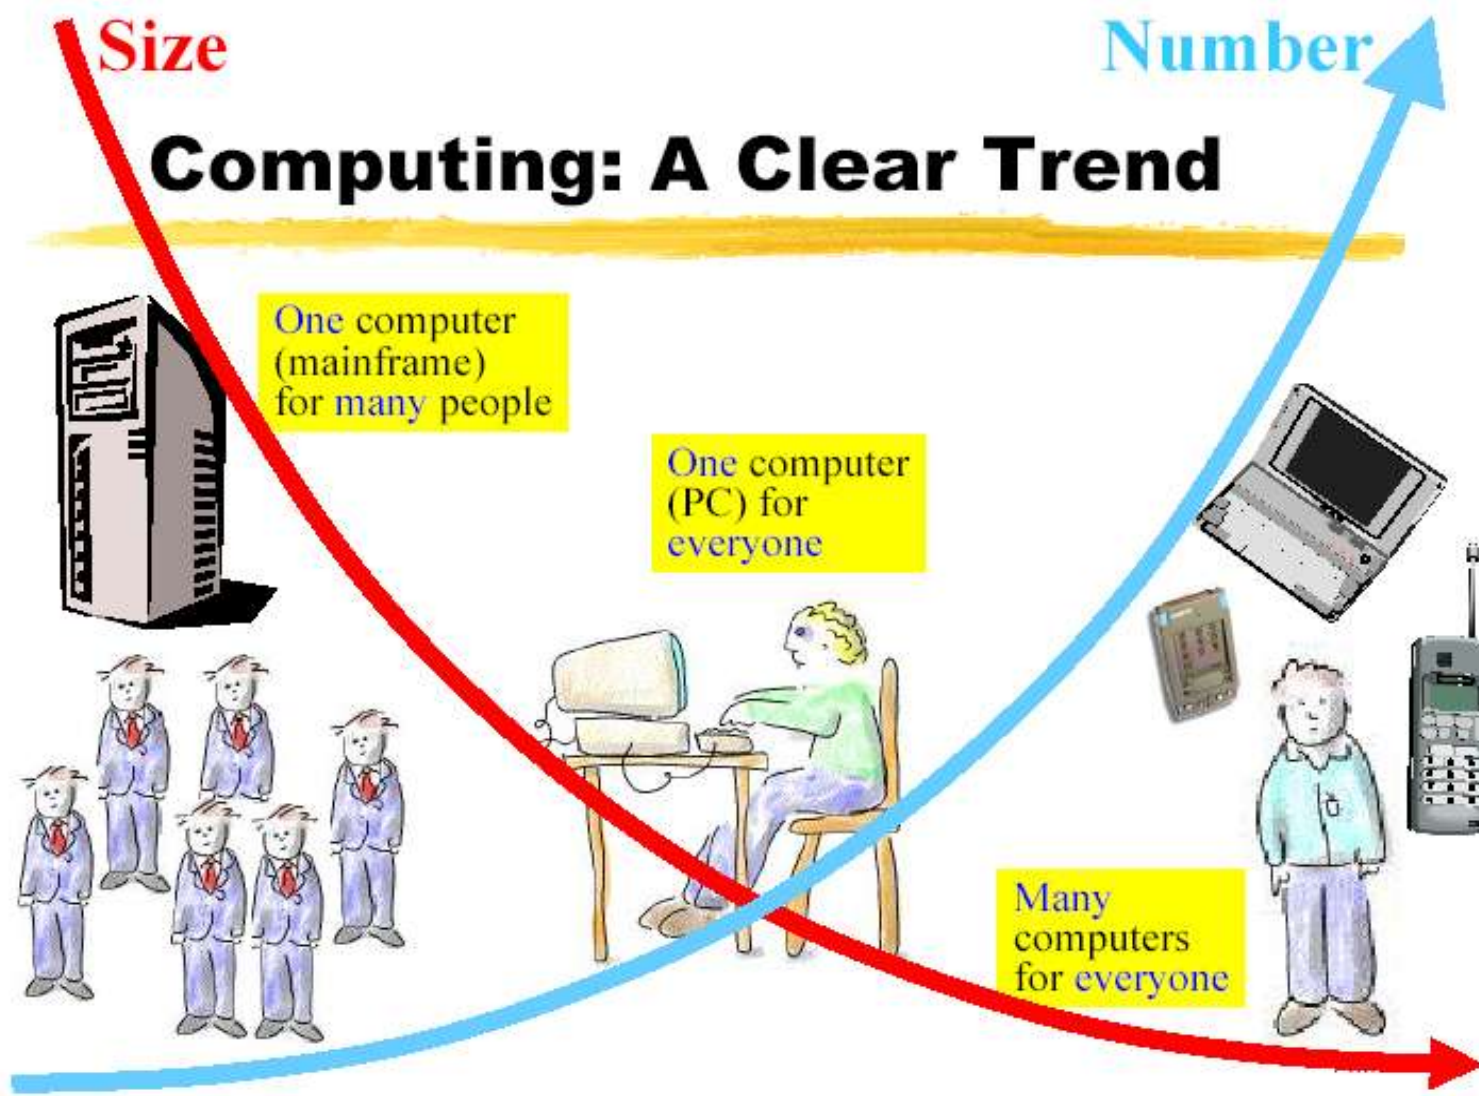 Size
Number
Computing: A Clear Trend
One computer
(mainframe)
for many people
One computer
(PC) for
everyone
Many
computers
for everyone